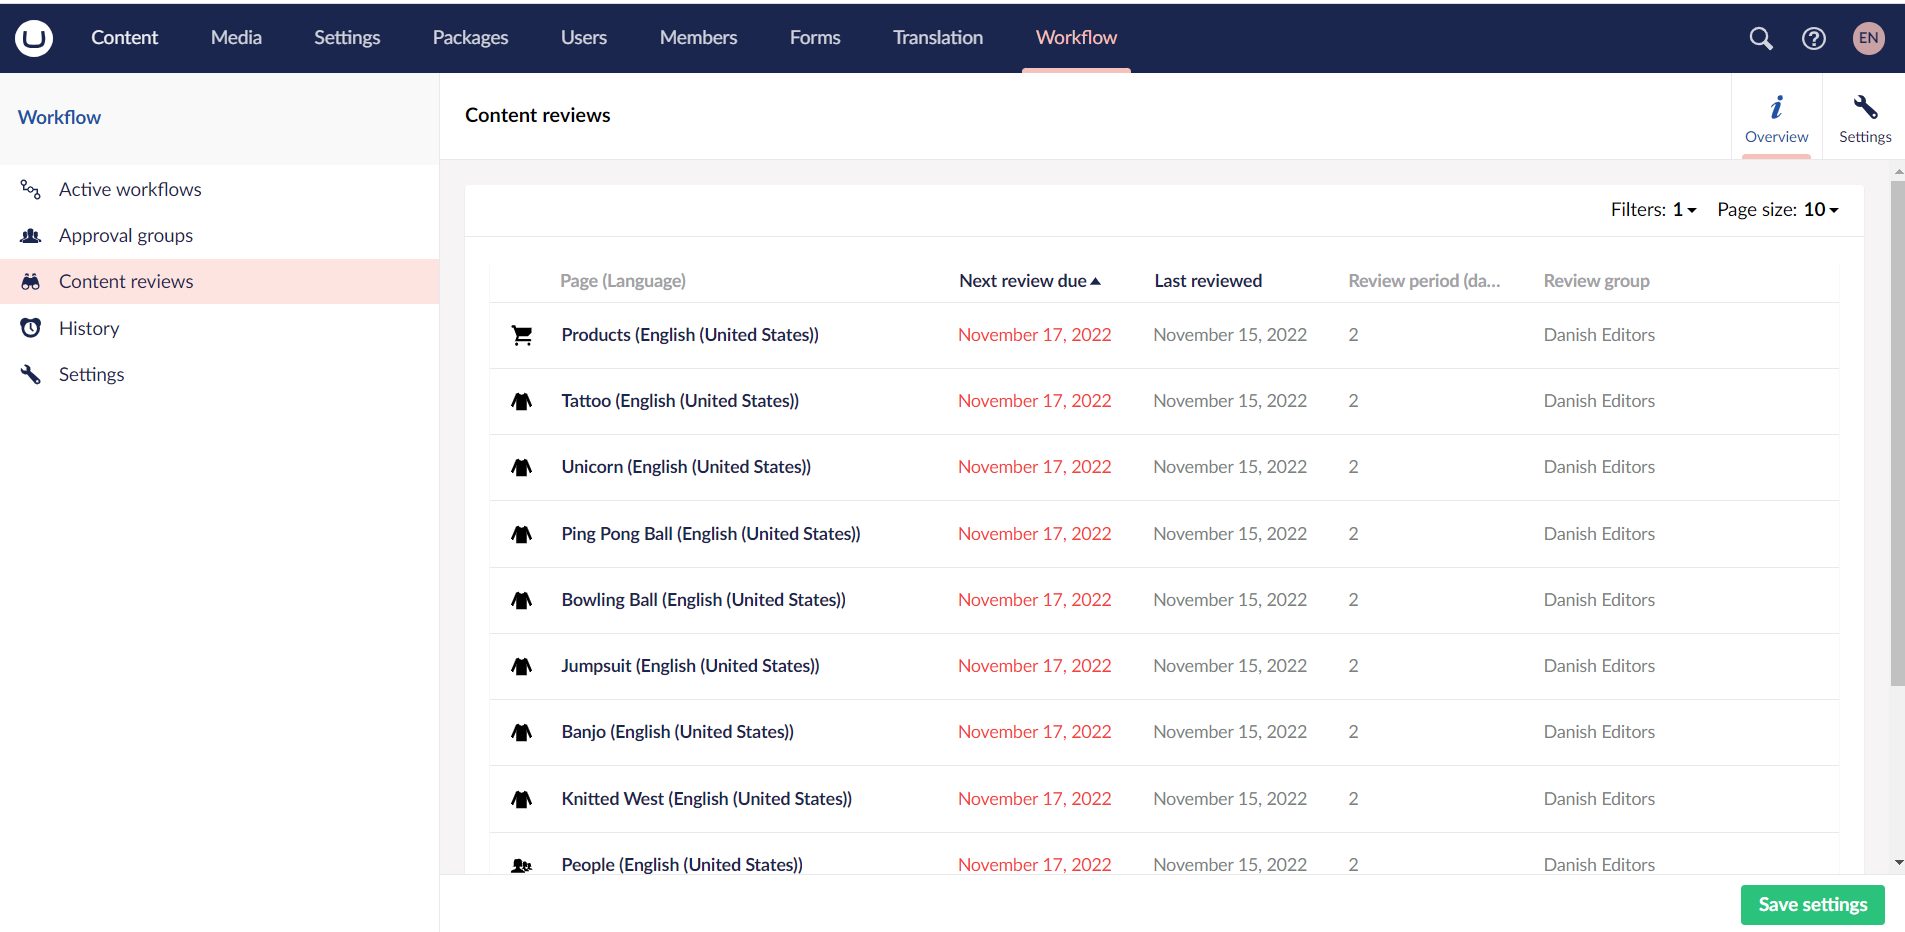 Content Media Settings Packages Users Members Forms Translation Workflow EN
Workflow
Active workflows
Approval groups
Content reviews
History
Settings
Content reviews
Overview Settings
Filters: 1 Page size: 10
Page (Language) Next review due Last reviewed Review period (da... Review group
Products (English (United States)) November 17, 2022 November 15, 2022 2 Danish Editors
Tattoo (English (United States)) November 17, 2022 November 15, 2022 2 Danish Editors
Unicorn (English (United States)) November 17, 2022 November 15, 2022 2 Danish Editors
Ping Pong Ball (English (United States)) November 17, 2022 November 15, 2022 2 Danish Editors
Bowling Ball (English (United States)) November 17, 2022 November 15, 2022 2 Danish Editors
Jumpsuit (English (United States)) November 17, 2022 November 15, 2022 2 Danish Editors
Banjo (English (United States)) November 17, 2022 November 15, 2022 2 Danish Editors
Knitted West (English (United States)) November 17, 2022 November 15, 2022 2 Danish Editors
People (English (United States)) November 17, 2022 November 15, 2022 2 Danish Editors
Save settings